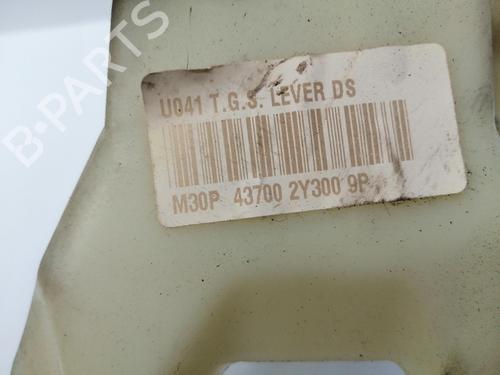 B-PARTS
U041 T.G.S. LEVER DS
M30P 43700 2Y300 9P